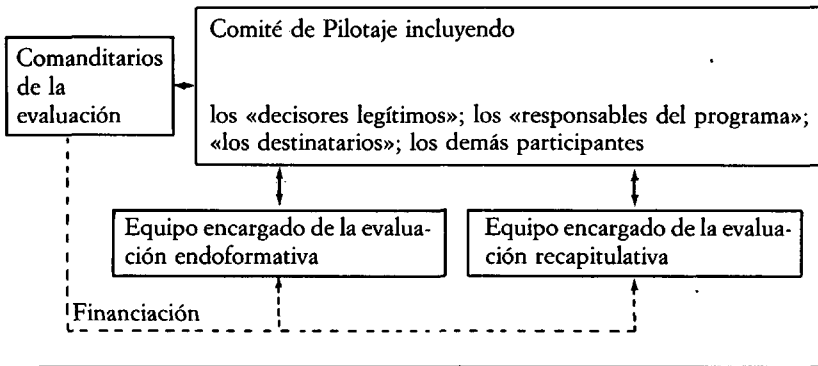 Comité de Pilotaje incluyendo
Comanditarios
de la
evaluación
los «decisores legítimos»; los «responsables del programa»;
«los destinatarios»; los demás participantes
Equipo encargado de la evalua-
ción endoformativa
Equipo encargado de la evalua-
ción recapitulativa
Financiación